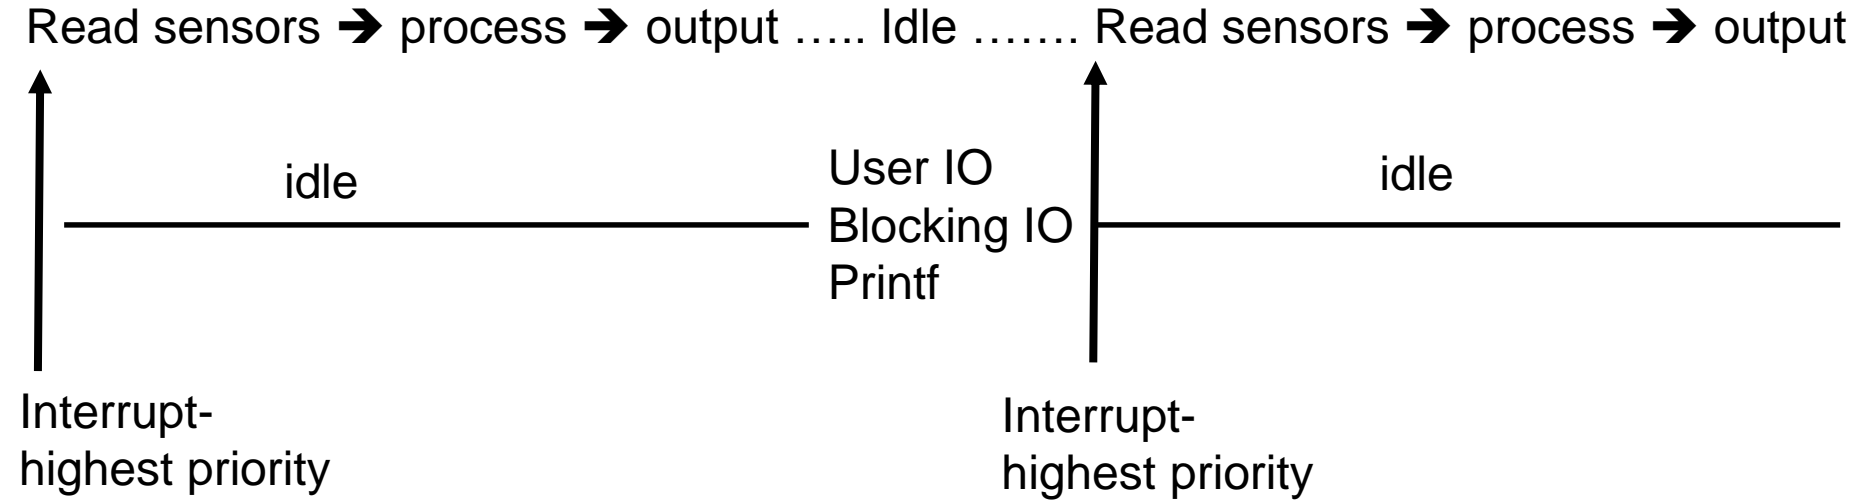 Read sensors ➔ process ➔ output ….. Idle ……. Read sensors ➔ process ➔ output
idle
User IO
Blocking IO
Printf
idle
Interrupt-
highest priority
Interrupt-
highest priority